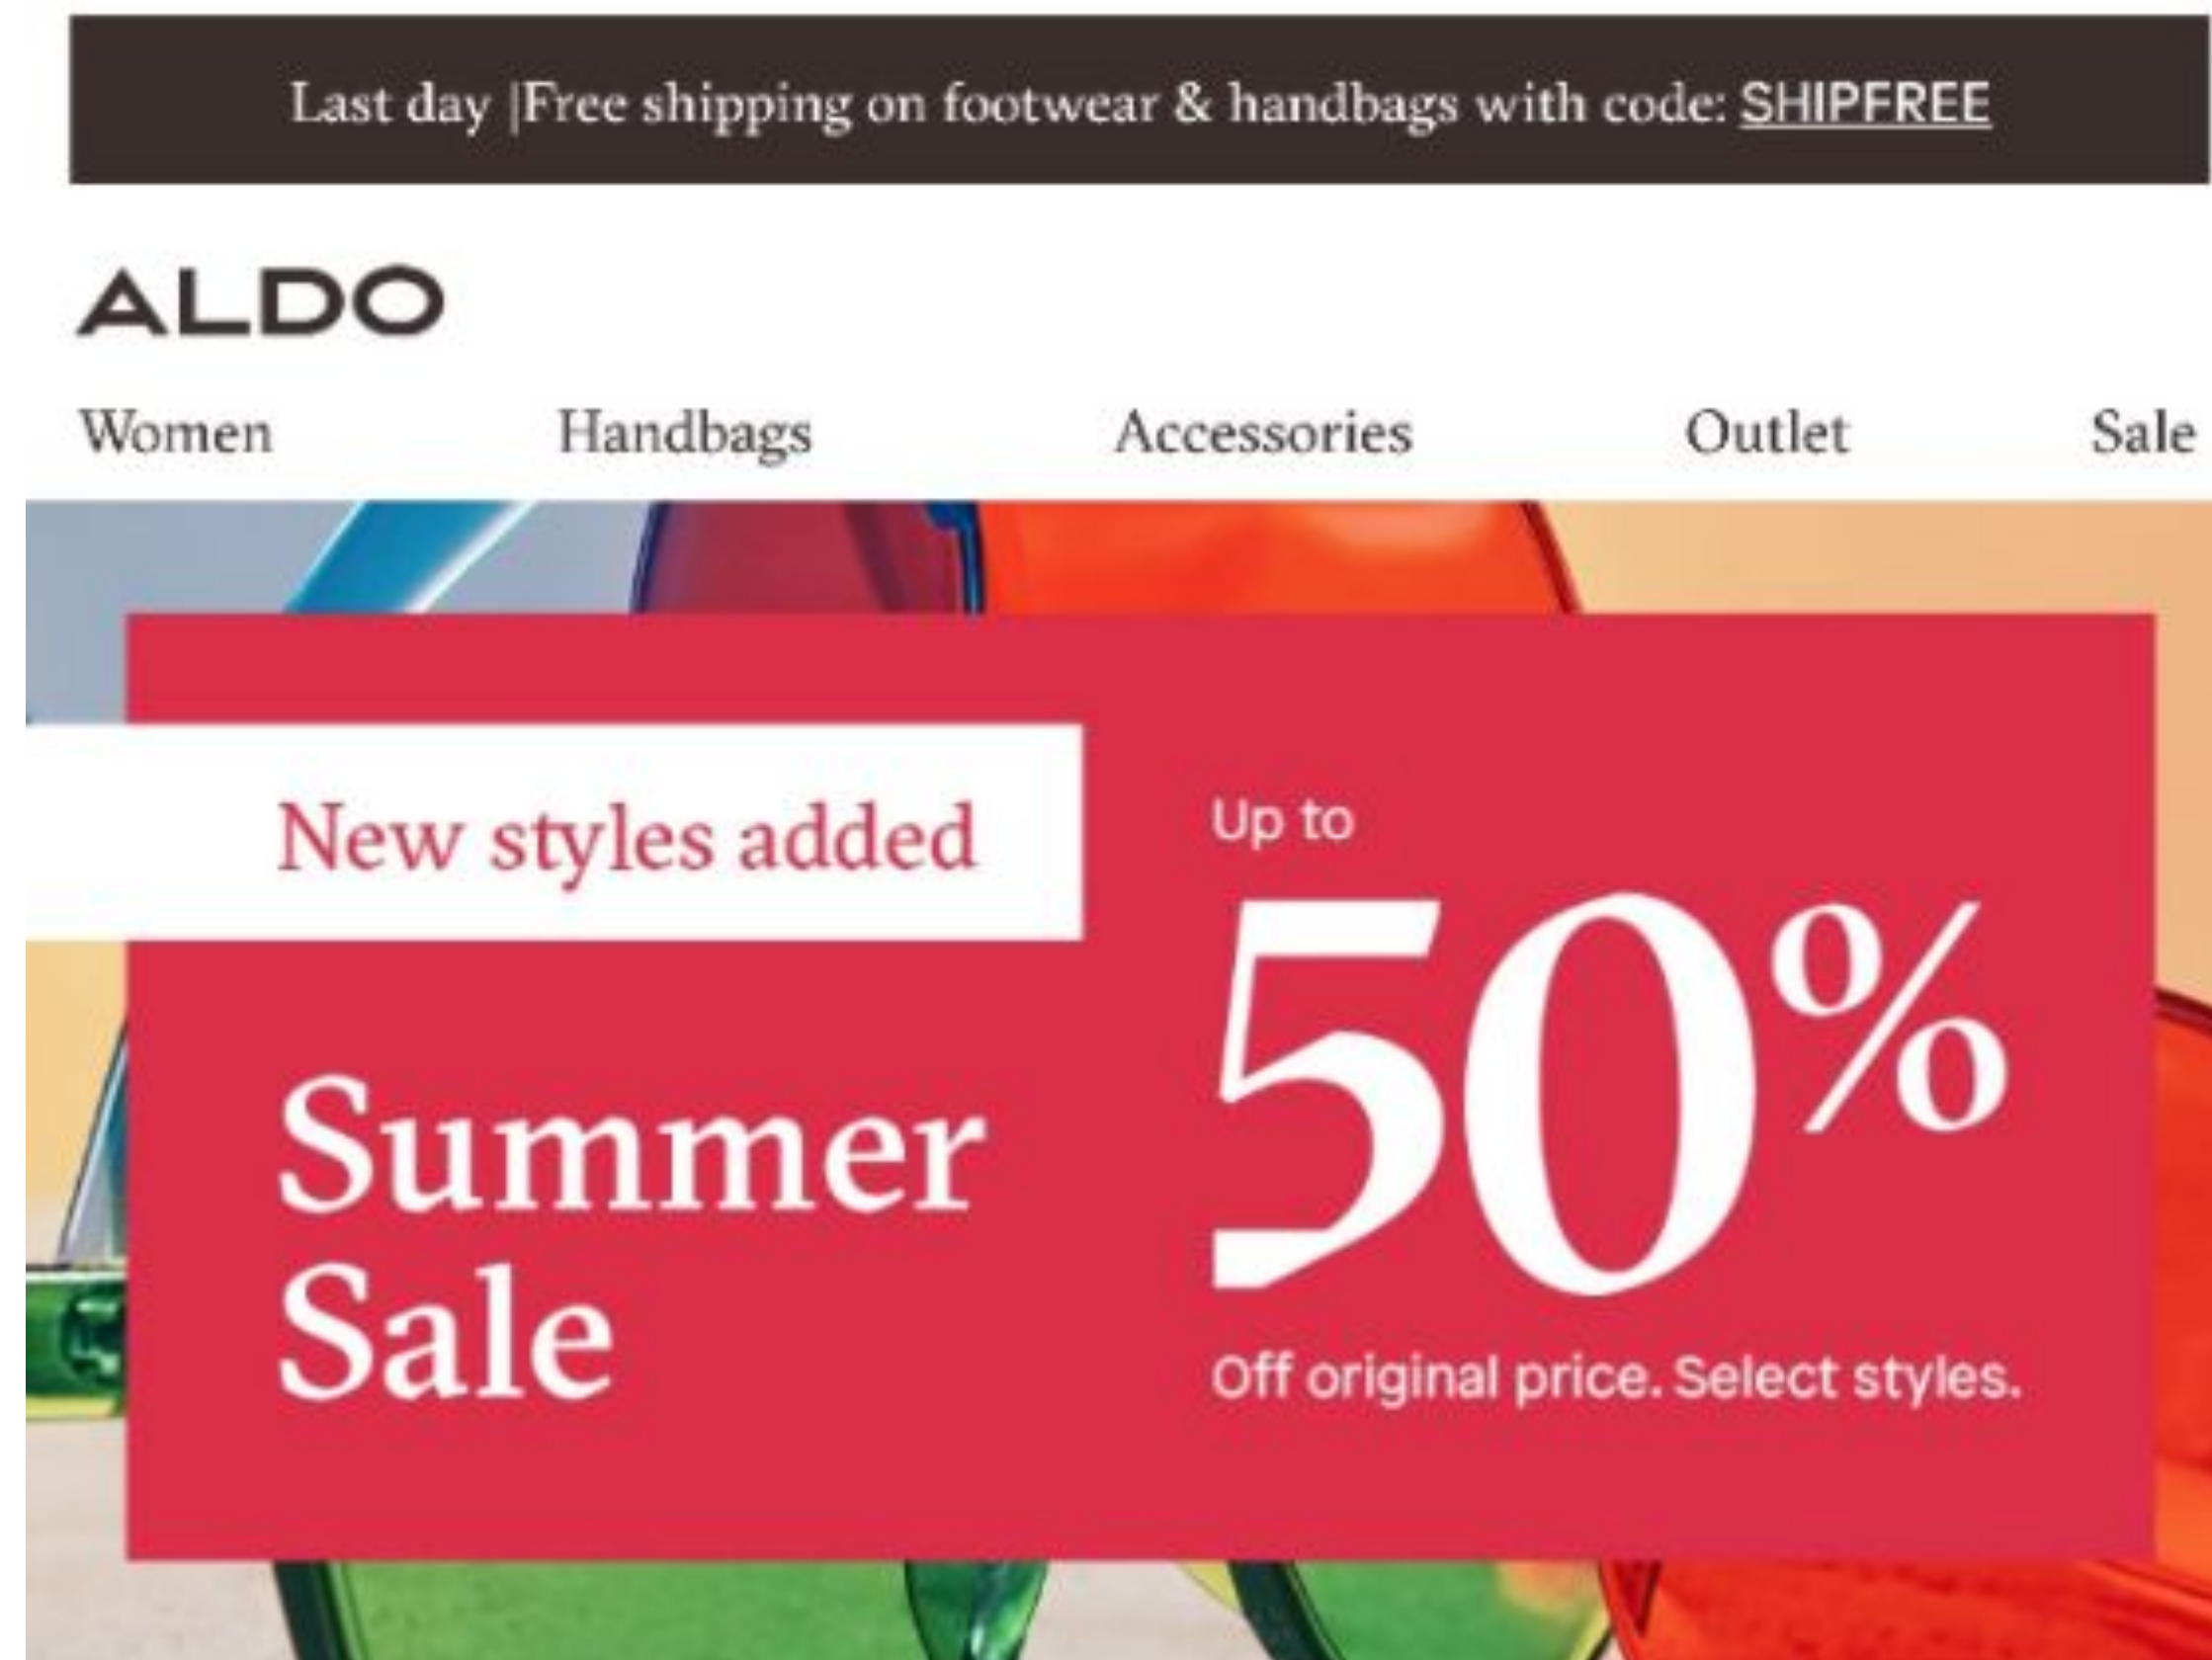 Last day |Free shipping on footwear & handbags with code: SHIPFREE
ALDO
Women Handbags Accessories Outlet Sale
New styles added
Summer
Sale
Up to
50%
Off original price. Select styles.